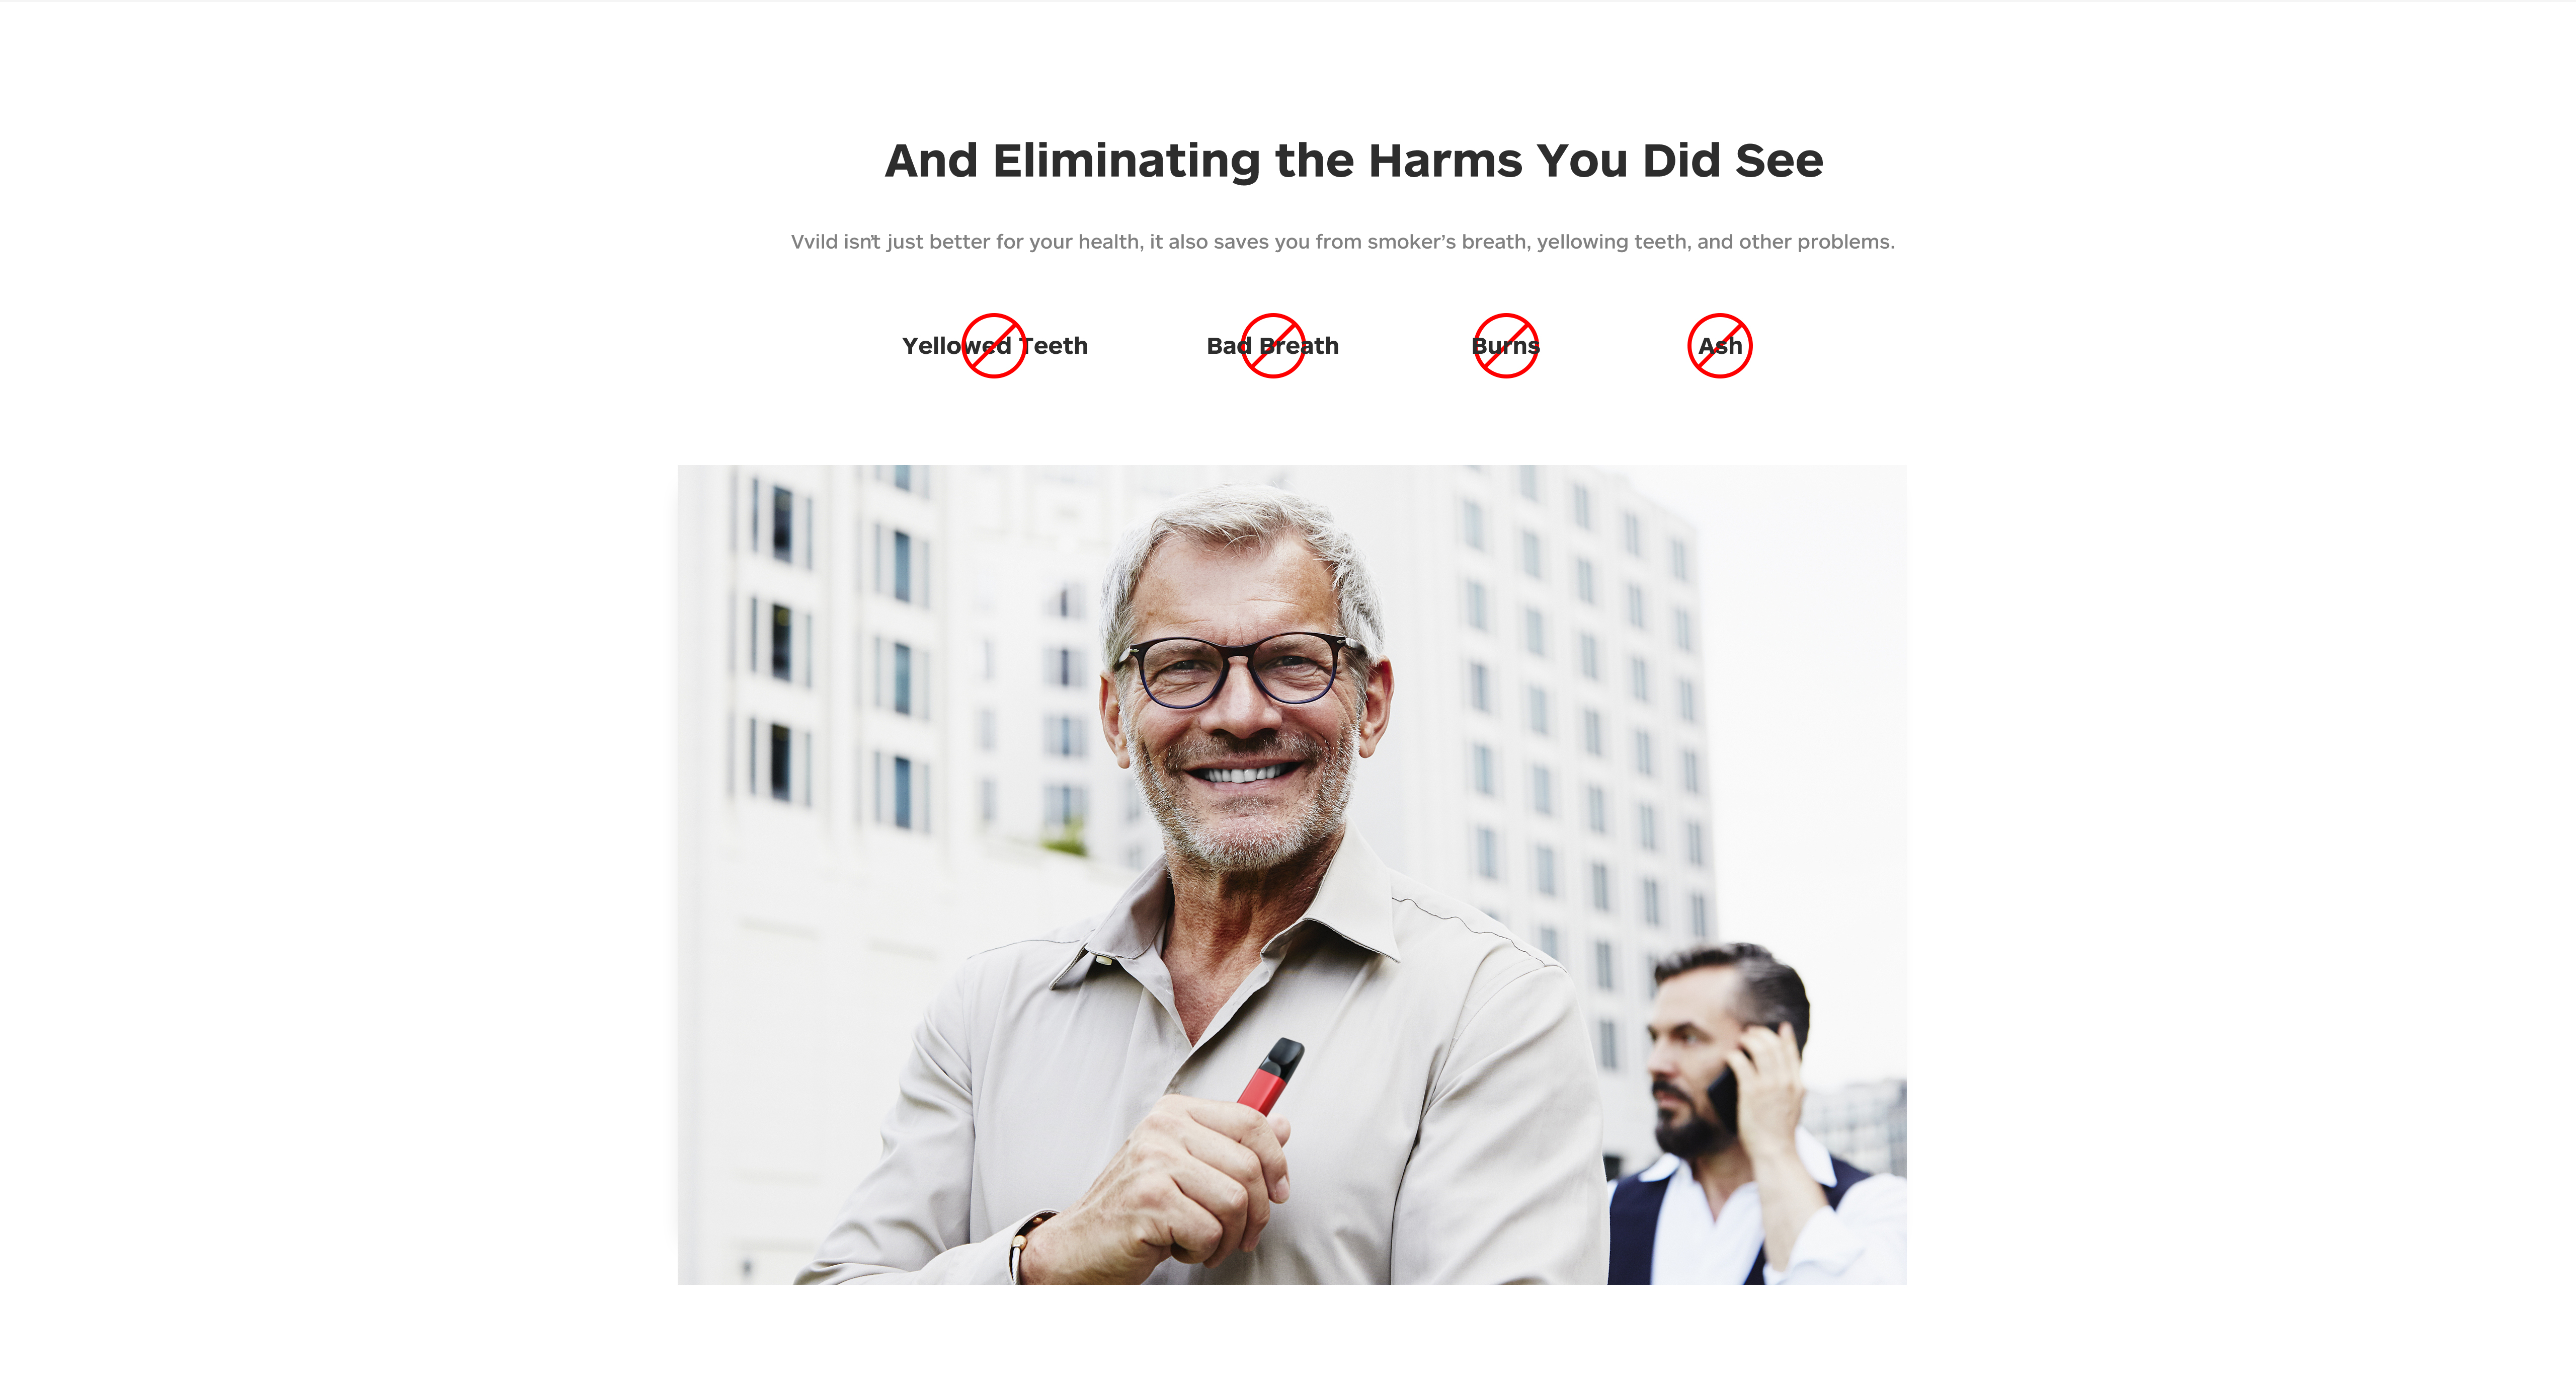 And Eliminating the Harms You Did See
Vvild isn't just better for your health, it also saves you from smoker's breath, yellowing teeth, and other problems.
Yellowed Teeth
Bad Breath
Burns
Ash